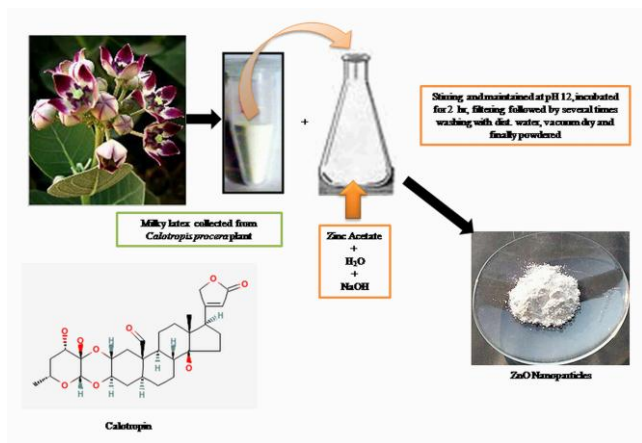 +
Stirring and maintained at pH 12, incubated
for 2 hr, filtering followed by several times
washing with dist. water, vacuum dry and
finally powdered
Milky latex collected from
Calotropis procera plant
Zinc Acetate
+
H₂O
+
NaOH
O
O
O
H
O
O
H
O
H
H
H
O
H
O
H
O
Calotropin
ZnO Nanoparticles